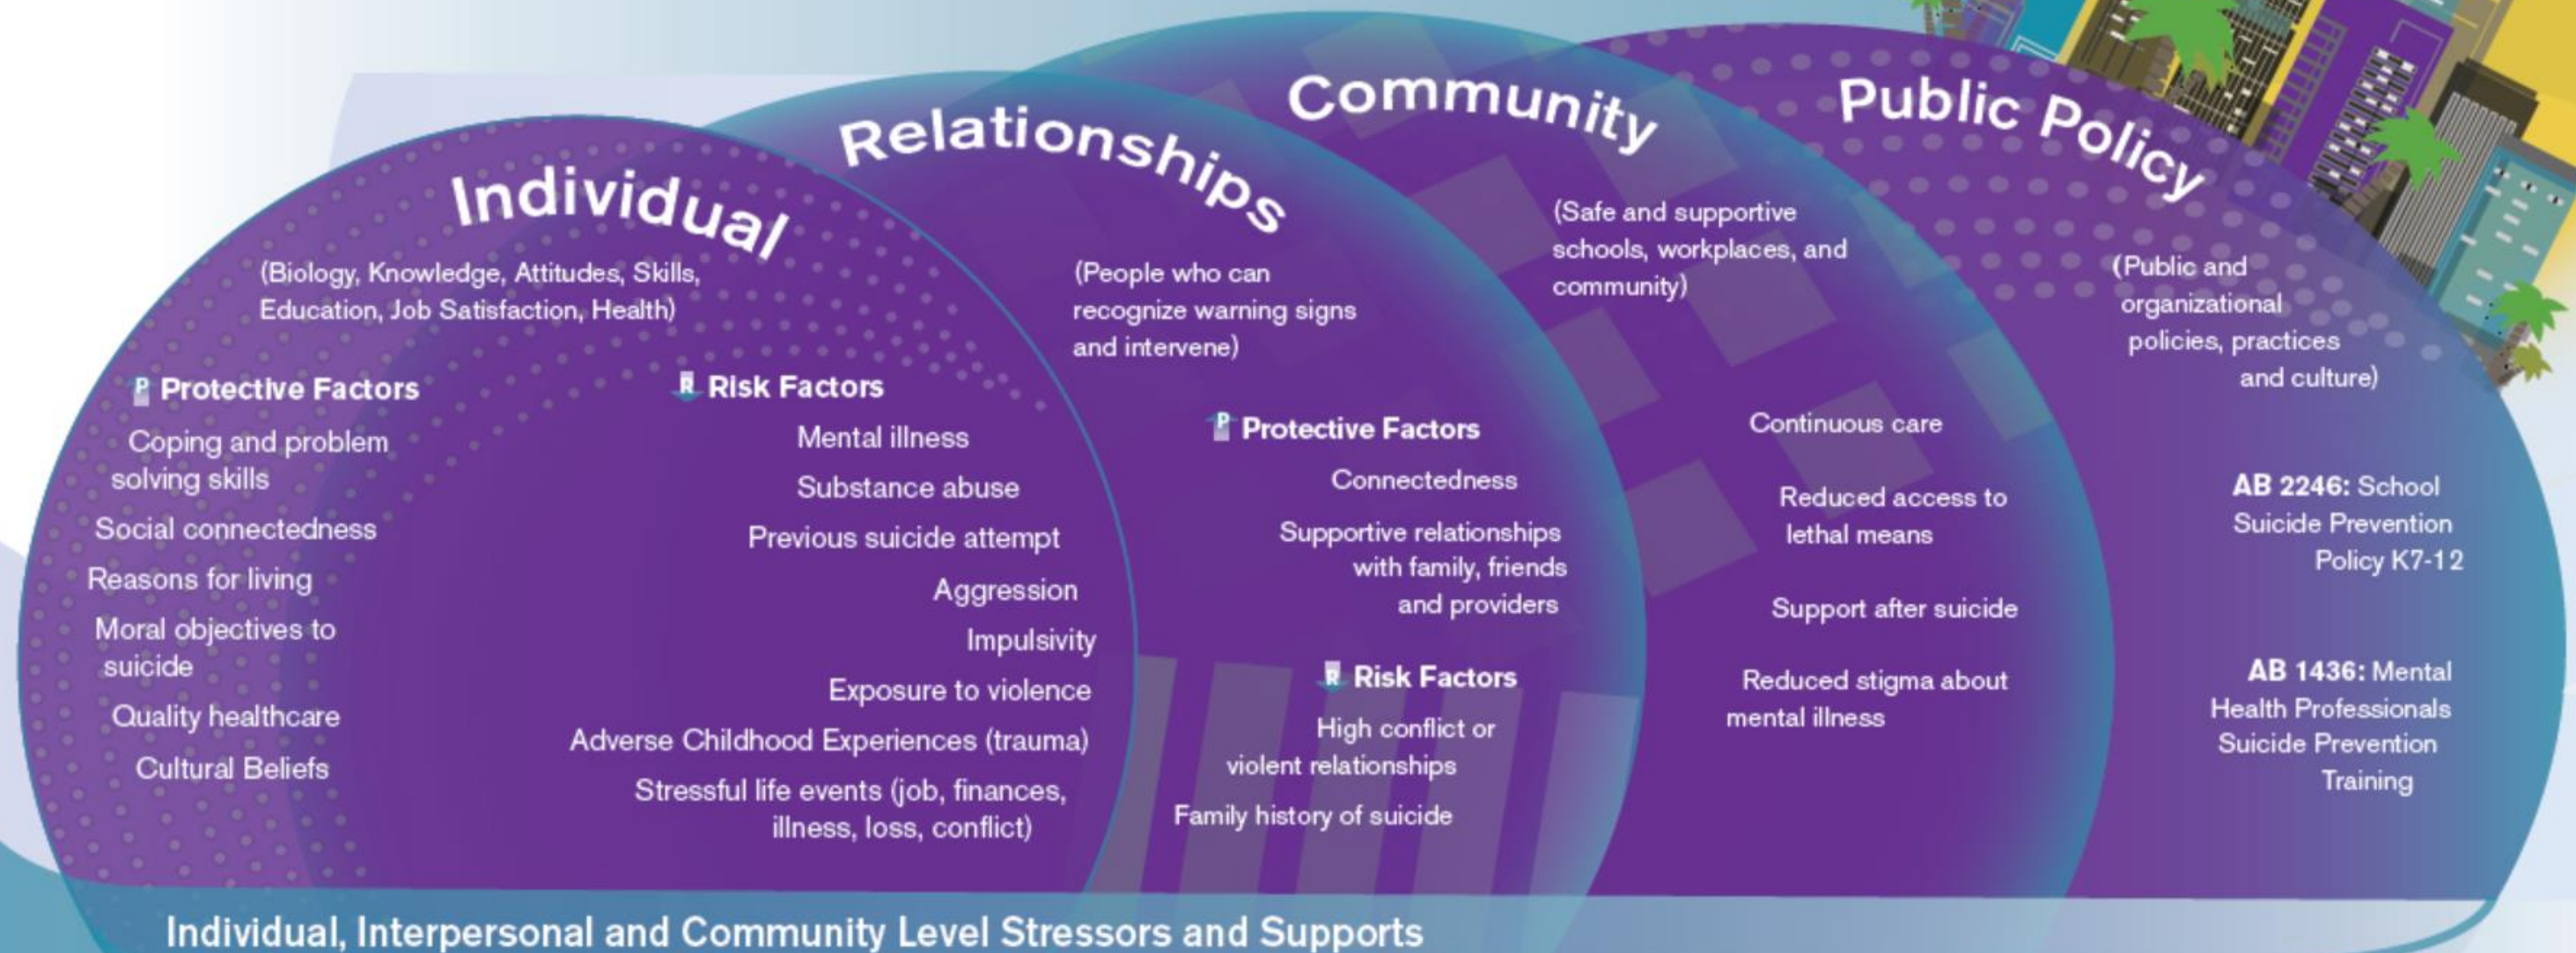 Individual
(Biology, Knowledge, Attitudes, Skills,
Education, Job Satisfaction, Health)
P Protective Factors
Coping and problem
solving skills
Social connectedness
Reasons for living
Moral objectives to
suicide
Quality healthcare
Cultural Beliefs
R Risk Factors
Mental illness
Substance abuse
Previous suicide attempt
Aggression
Impulsivity
Exposure to violence
Adverse Childhood Experiences (trauma)
Stressful life events (job, finances,
illness, loss, conflict)
Relationships
(People who can
recognize warning signs
and intervene)
P Protective Factors
Connectedness
Supportive relationships
with family, friends
and providers
R Risk Factors
High conflict or
violent relationships
Family history of suicide
Community
(Safe and supportive
schools, workplaces, and
community)
Continuous care
Reduced access to
lethal means
Support after suicide
Reduced stigma about
mental illness
Public Policy
(Public and
organizational
policies, practices
and culture)
AB 2246: School
Suicide Prevention
Policy K7-12
AB 1436: Mental
Health Professionals
Suicide Prevention
Training
Individual, Interpersonal and Community Level Stressors and Supports